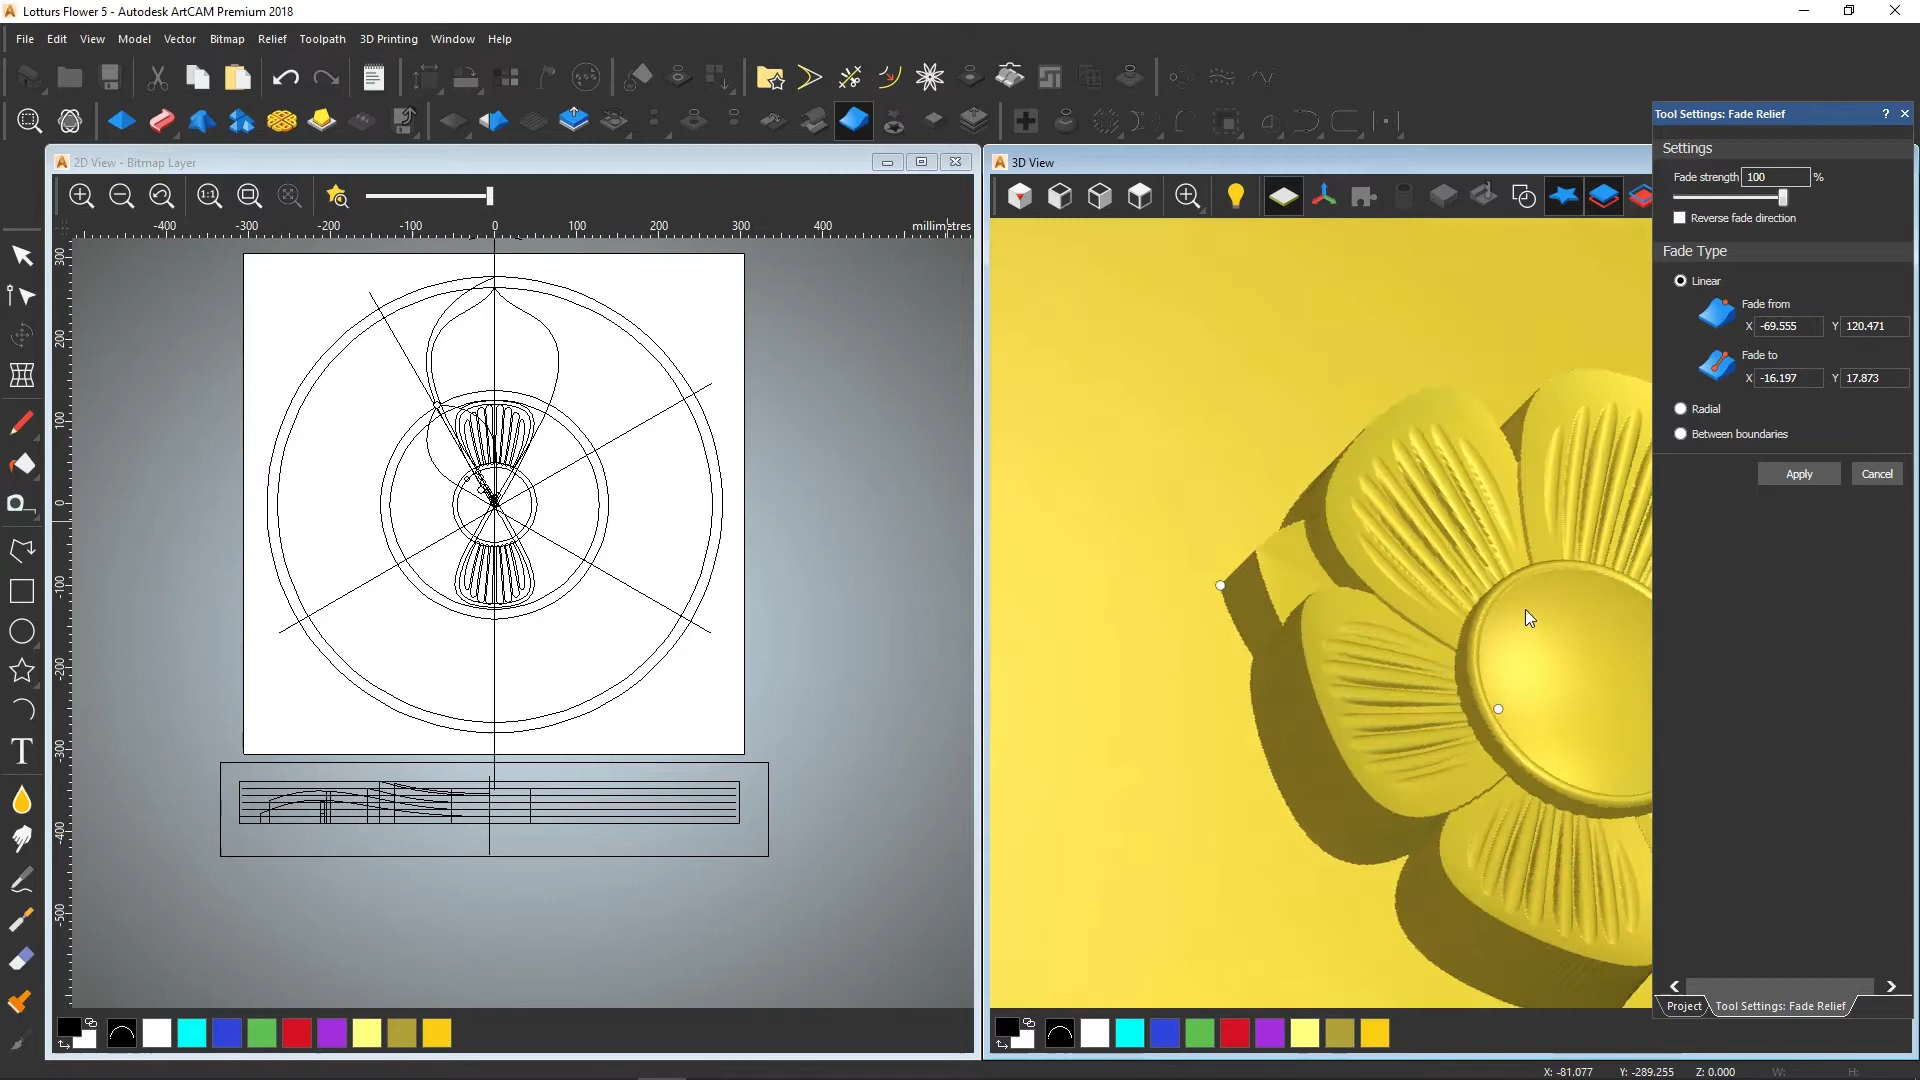 Lotturs Flower 5 - Autodesk ArtCAM Premium 2018
File Edit View Model Vector Bitmap Relief Toolpath 3D Printing Window Help
2D View - Bitmap Layer
1:1
-400 -300 -200 -100 0 100 200 300 400 millimetres
300
200
100
0
-100
-200
-300
-400
-500
T
3D View
Tool Settings: Fade Relief ?
Settings
Fade strength 100 %
Reverse fade direction
Fade Type
Linear
Fade from
X -69.555 Y 120.471
Fade to
X -16.197 Y 17.873
Radial
Between boundaries
Apply Cancel
Project Tool Settings: Fade Relief
X: -81.077 Y: -289.255 Z: 0.000 W: H: